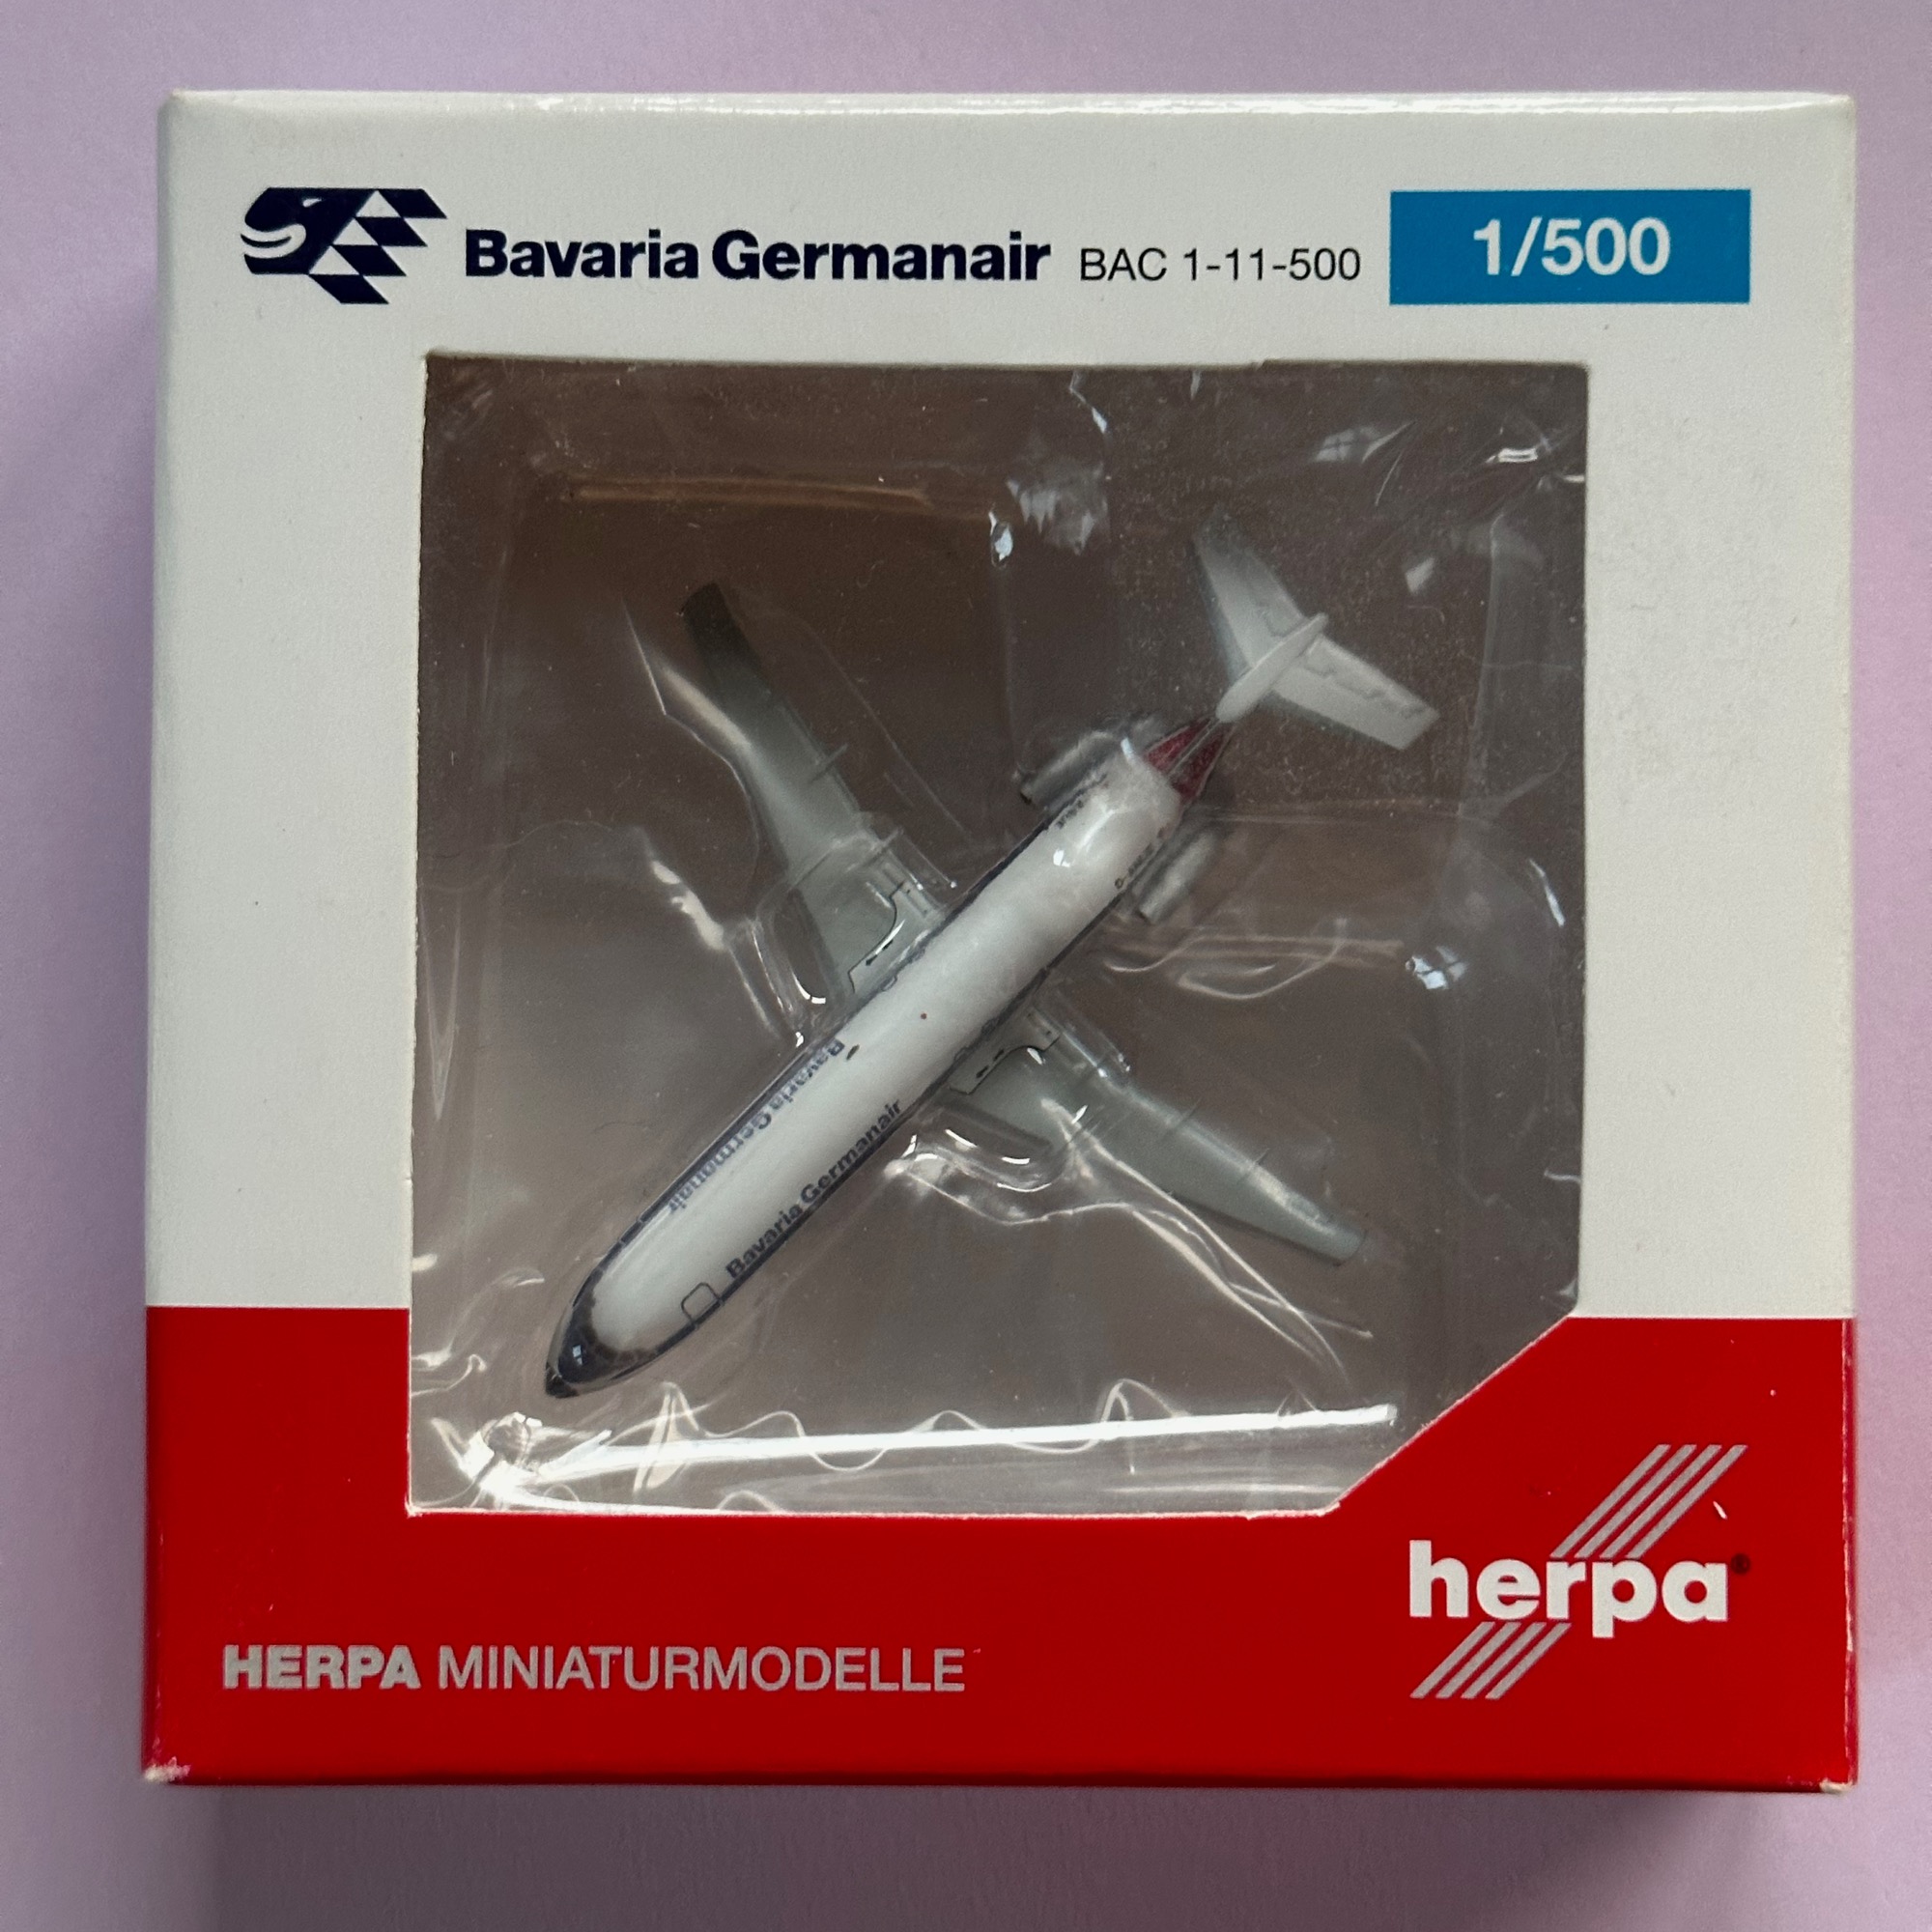 Bavaria Germanair BAC 1-11-500 1/500
Bavaria Germanair
Bavaria Germanair
herpa®
HERPA MINIATURMODELLE